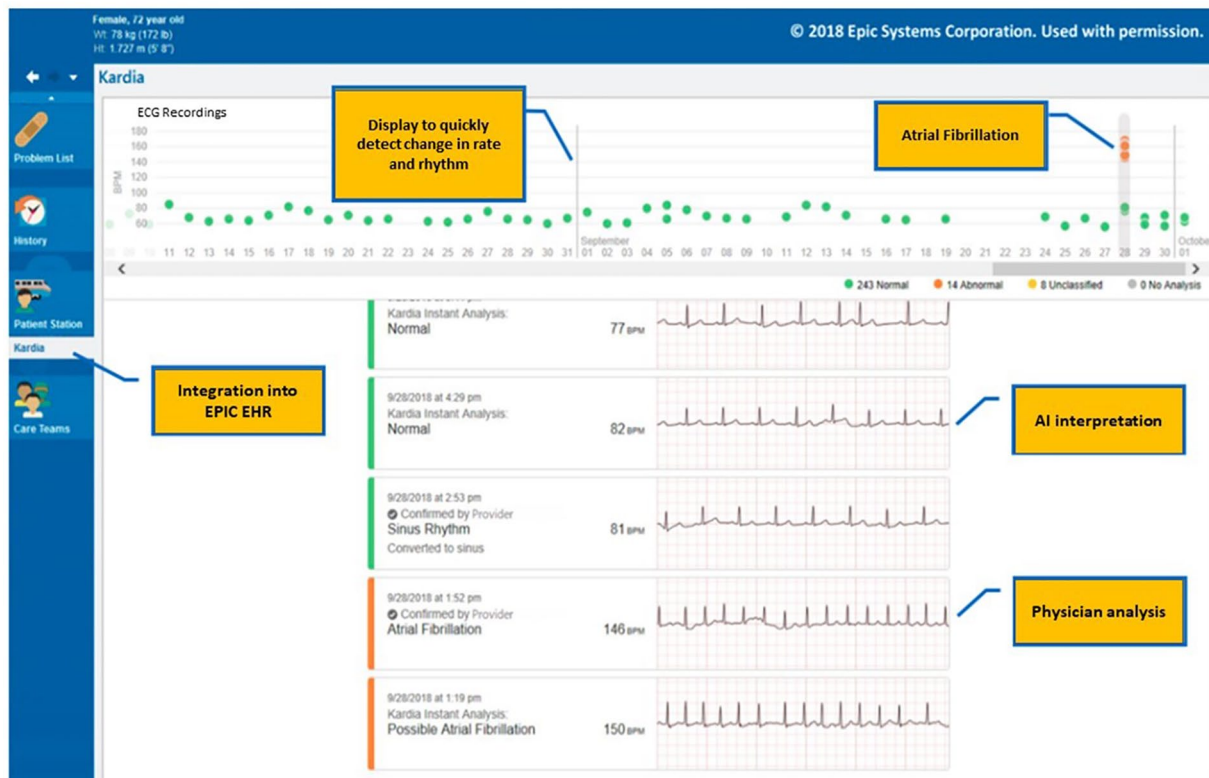 Female, 72 year old
Wt: 78 kg (172 lb)
Ht: 1.727 m (5' 8")
© 2018 Epic Systems Corporation. Used with permission.
Kardia
ECG Recordings
Display to quickly
detect change in rate
and rhythm
Atrial Fibrillation
BPM
180
160
140
120
100
80
60
Problem List
History
Patient Station
Kardia
Care Teams
September
October
09 10 11 12 13 14 15 16 17 18 19 20 21 22 23 24 25 26 27 28 29 30 31 01 02 03 04 05 06 07 08 09 10 11 12 13 14 15 16 17 18 19 20 21 22 23 24 25 26 27 28 29 30 01
243 Normal
14 Abnormal
8 Unclassified
0 No Analysis
Kardia Instant Analysis:
Normal
77 BPM
Integration into
EPIC EHR
9/28/2018 at 4:29 pm
Kardia Instant Analysis:
Normal
82 BPM
AI interpretation
9/28/2018 at 2:53 pm
Confirmed by Provider
Sinus Rhythm
Converted to sinus
81 BPM
9/28/2018 at 1:52 pm
Confirmed by Provider
Atrial Fibrillation
146 BPM
Physician analysis
9/28/2018 at 1:19 pm
Kardia Instant Analysis:
Possible Atrial Fibrillation
150 BPM